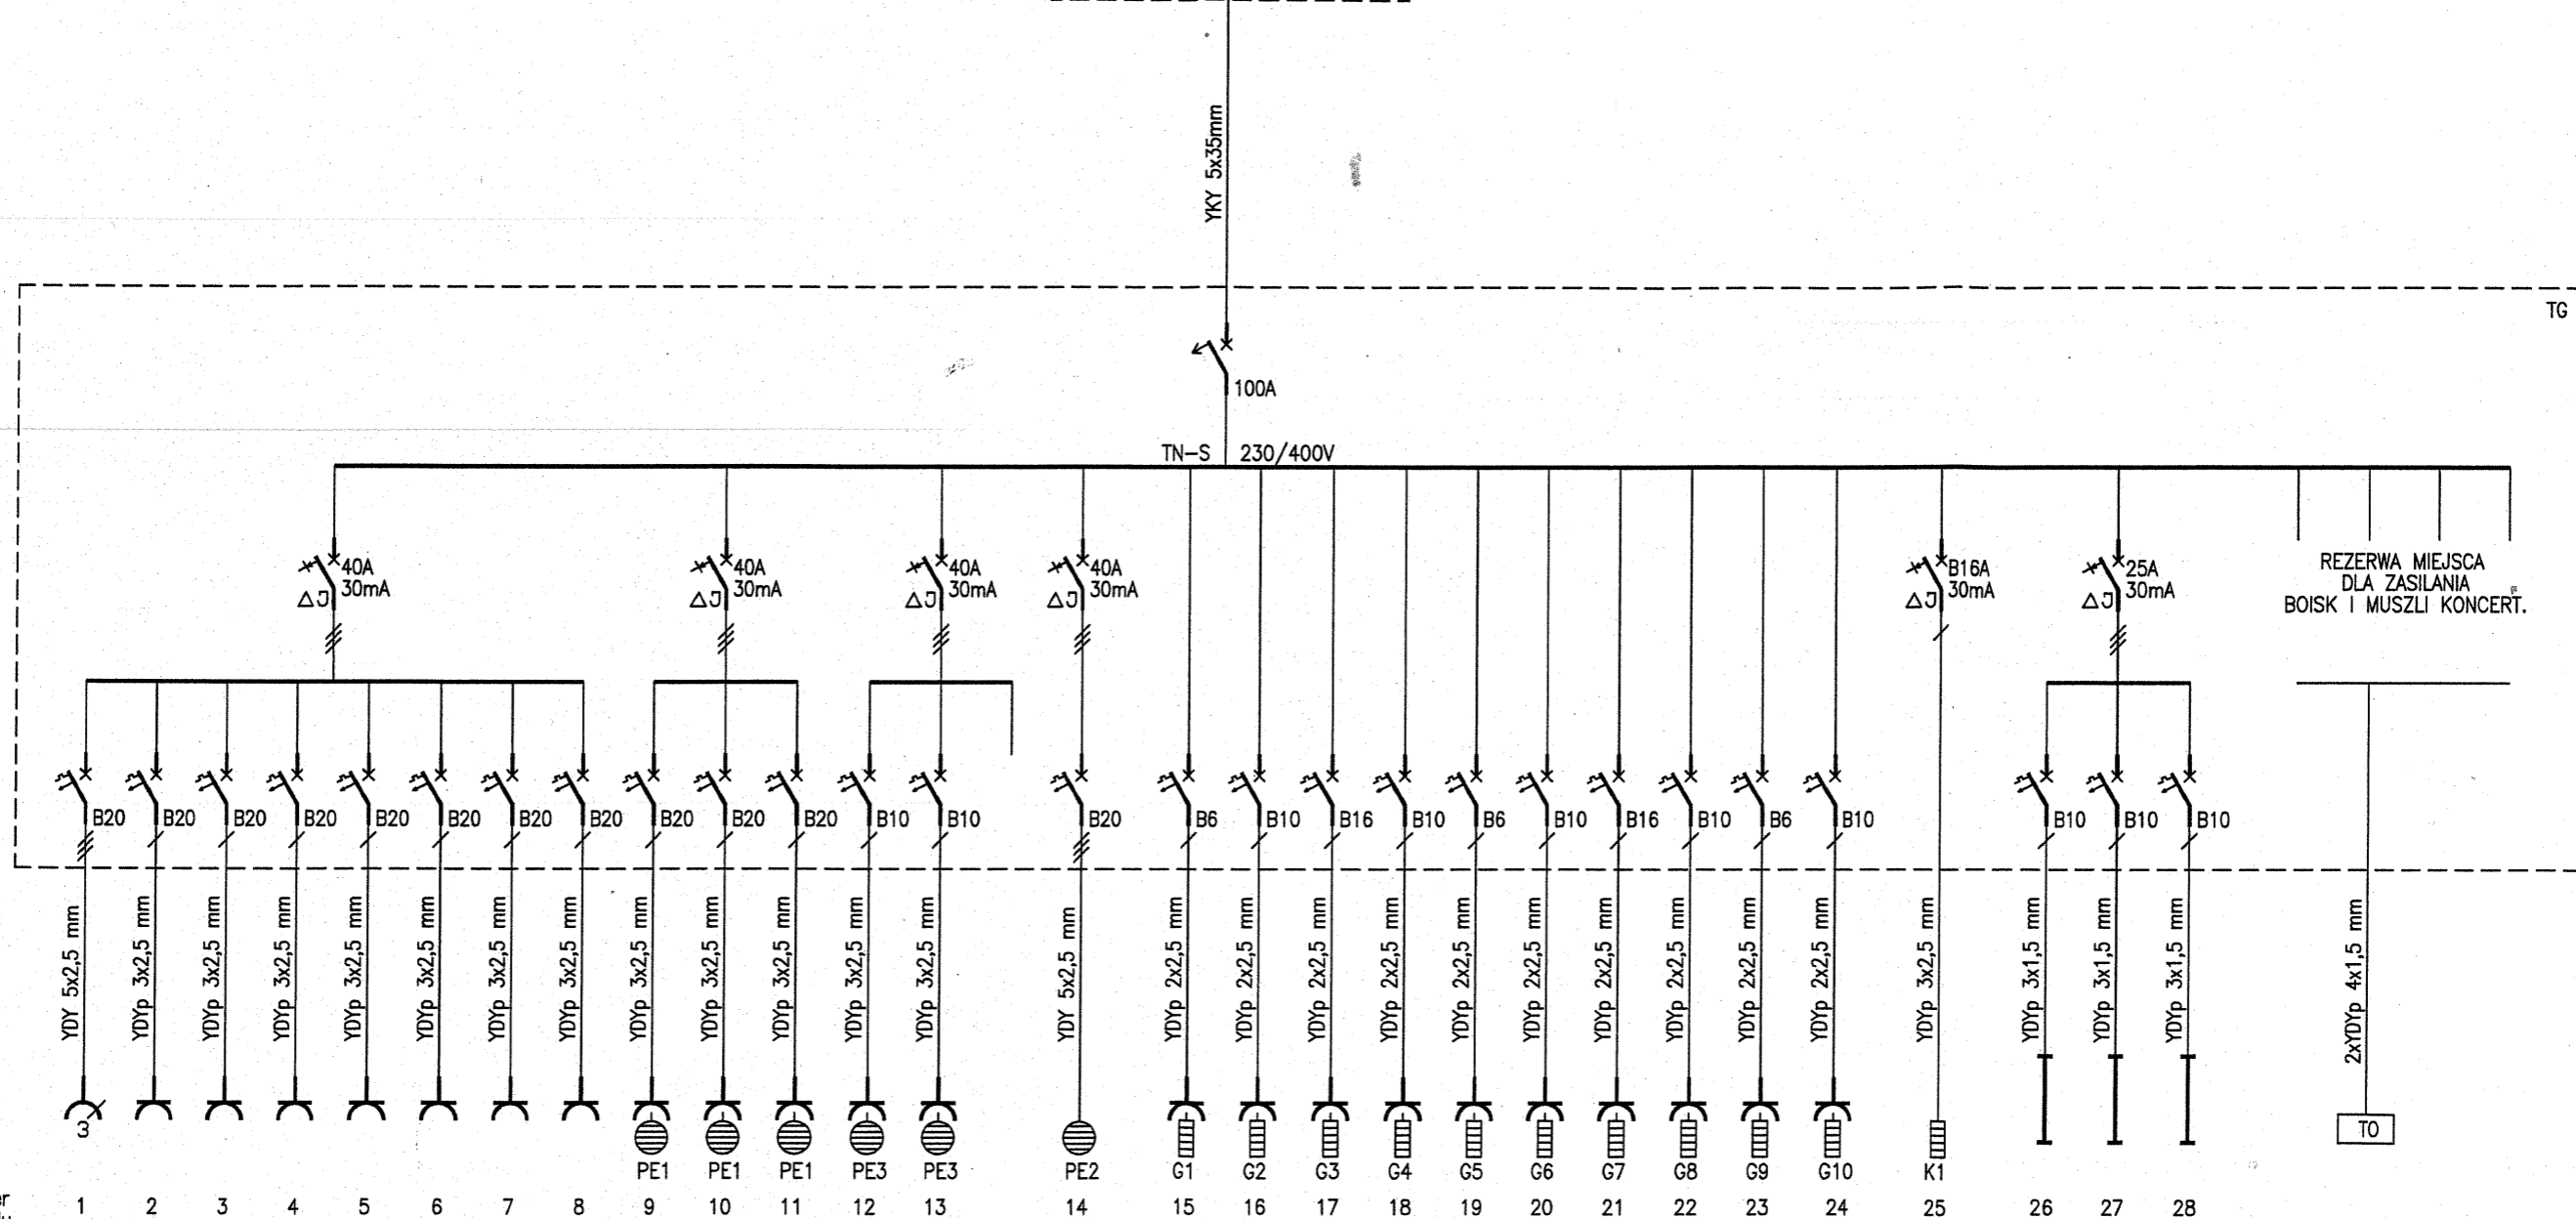 YKY 5x35mm
TG
100A
TN-S 230/400V
40A
30mA
ΔJ
40A
30mA
ΔJ
40A
30mA
ΔJ
40A
30mA
ΔJ
B16A
30mA
ΔJ
25A
30mA
ΔJ
REZERWA MIEJSCA
DLA ZASILANIA
BOISK I MUSZLI KONCERT.
B20 B20 B20 B20 B20 B20 B20 B20 B20 B20 B20 B10 B10 B20 B6 B10 B16 B10 B6 B10 B16 B10 B6 B10 B10 B10 B10
YDY 5x2,5 mm
YDYp 3x2,5 mm
YDYp 3x2,5 mm
YDYp 3x2,5 mm
YDYp 3x2,5 mm
YDYp 3x2,5 mm
YDYp 3x2,5 mm
YDYp 3x2,5 mm
YDYp 3x2,5 mm
YDYp 3x2,5 mm
YDYp 3x2,5 mm
YDYp 3x2,5 mm
YDYp 3x2,5 mm
YDY 5x2,5 mm
YDYp 2x2,5 mm
YDYp 2x2,5 mm
YDYp 2x2,5 mm
YDYp 2x2,5 mm
YDYp 2x2,5 mm
YDYp 2x2,5 mm
YDYp 2x2,5 mm
YDYp 2x2,5 mm
YDYp 2x2,5 mm
YDYp 2x2,5 mm
YDYp 3x2,5 mm
YDYp 3x1,5 mm
YDYp 3x1,5 mm
YDYp 3x1,5 mm
2xYDYp 4x1,5 mm
3
TO
PE1 PE1 PE1 PE3 PE3 PE2 G1 G2 G3 G4 G5 G6 G7 G8 G9 G10 K1
1 2 3 4 5 6 7 8 9 10 11 12 13 14 15 16 17 18 19 20 21 22 23 24 25 26 27 28